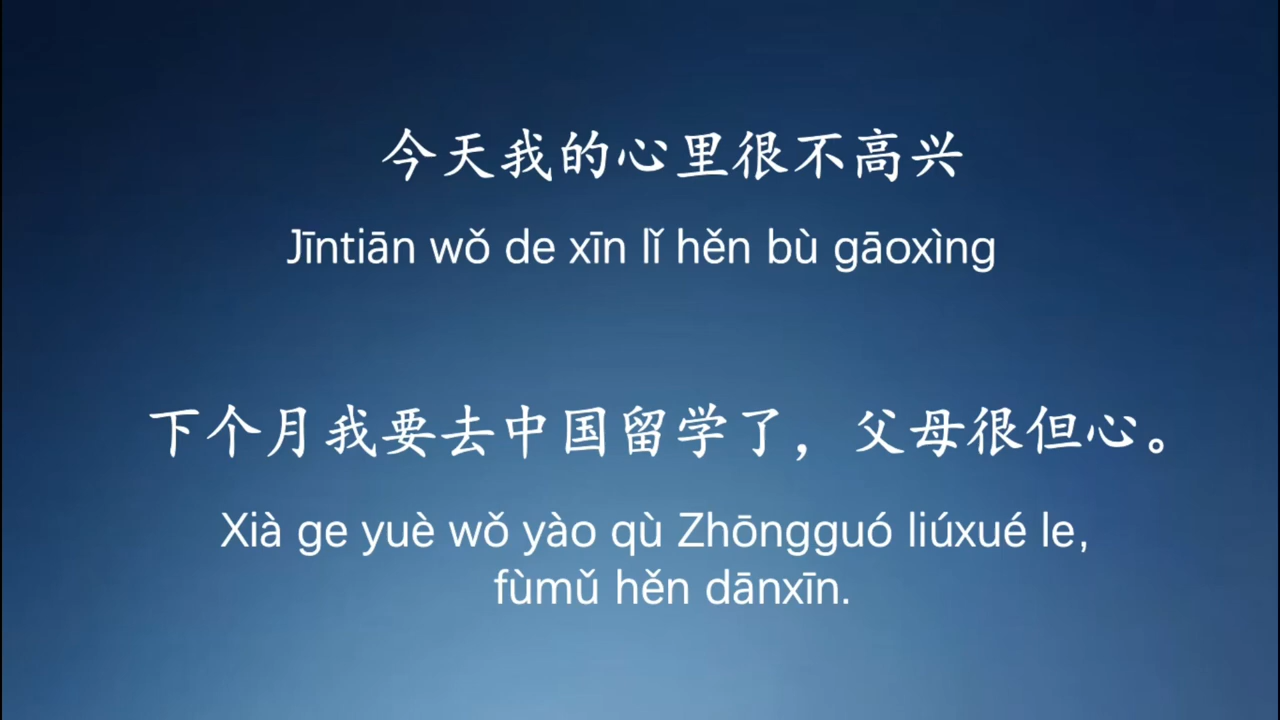 今天我的心里很不高兴
Jīntiān wǒ de xīn lǐ hěn bù gāoxìng
下个月我要去中国留学了，父母很但心。
Xià ge yuè wǒ yào qù Zhōngguó liúxué le,
fùmǔ hěn dānxīn.